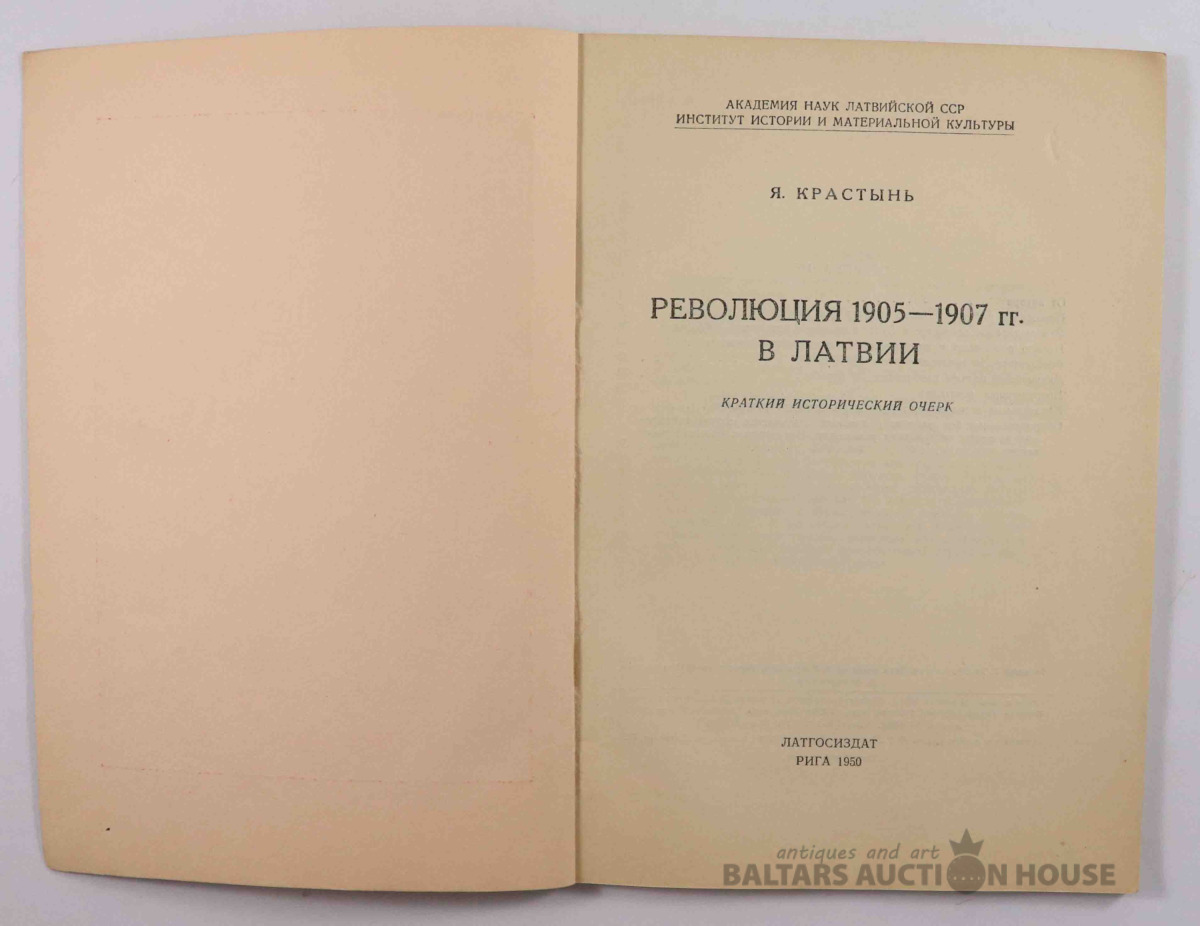 АКАДЕМИЯ НАУК ЛАТВИЙСКОЙ ССР
ИНСТИТУТ ИСТОРИИ И МАТЕРИАЛЬНОЙ КУЛЬТУРЫ
Я. КРАСТЫНЬ
РЕВОЛЮЦИЯ 1905—1907 гг.
В ЛАТВИИ
КРАТКИЙ ИСТОРИЧЕСКИЙ ОЧЕРК
ЛАТГОСИЗДАТ
РИГА 1950
antiques and art
BALTARS AUCTION HOUSE